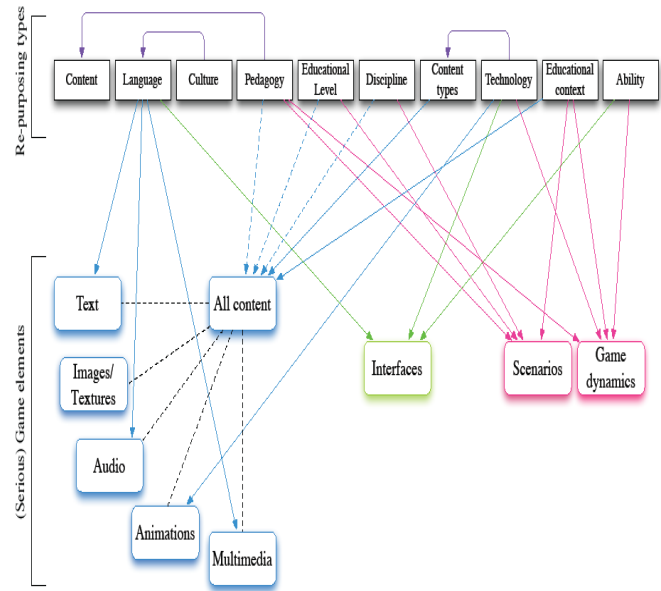 Re-purposing types
Content
Language
Culture
Pedagogy
Educational
Level
Discipline
Content
types
Technology
Educational
context
Ability
(Serious) Game elements
Text
All content
Images/
Textures
Audio
Animations
Multimedia
Interfaces
Scenarios
Game
dynamics